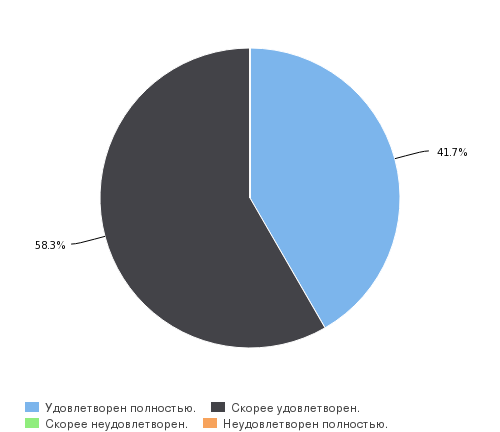 41.7%
58.3%
Удовлетворен полностью. Скорее удовлетворен.
Скорее неудовлетворен. Неудовлетворен полностью.